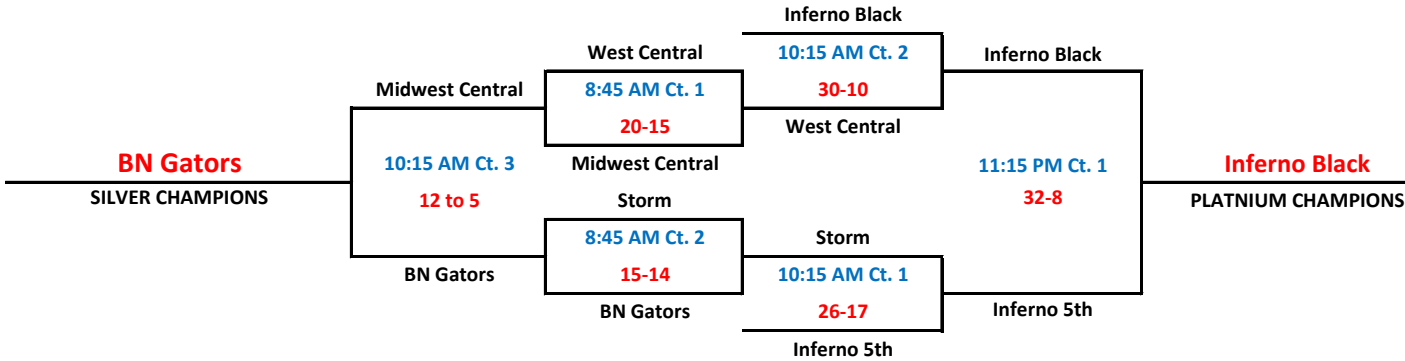 Inferno Black
West Central
10:15 AM Ct. 2
Inferno Black
Midwest Central
8:45 AM Ct. 1
30-10
20-15
West Central
BN Gators
10:15 AM Ct. 3
Midwest Central
11:15 PM Ct. 1
Inferno Black
SILVER CHAMPIONS
12 to 5
Storm
32-8
PLATNIUM CHAMPIONS
8:45 AM Ct. 2
Storm
BN Gators
15-14
10:15 AM Ct. 1
BN Gators
26-17
Inferno 5th
Inferno 5th